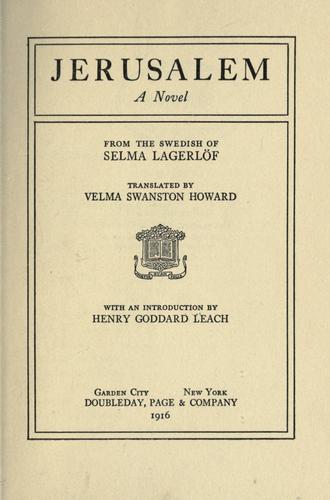 JERUSALEM
A Novel
FROM THE SWEDISH OF
SELMA LAGERLÖF
TRANSLATED BY
VELMA SWANSTON HOWARD
WITH AN INTRODUCTION BY
HENRY GODDARD LEACH
GARDEN CITY NEW YORK
DOUBLEDAY, PAGE & COMPANY
1916